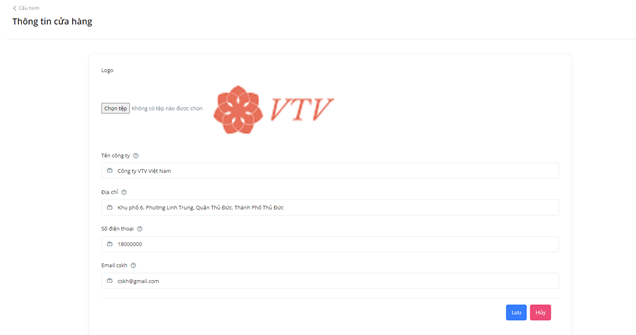 Cấu hình
Thông tin cửa hàng
Logo
Chọn tệp Không có tệp nào được chọn
VTV
Tên công ty
Công ty VTV Việt Nam
Địa chỉ
Khu phố 6, Phường Linh Trung, Quận Thủ Đức, Thành Phố Thủ Đức
Số điện thoại
18000000
Email cskh
cskh@gmail.com
Lưu Hủy